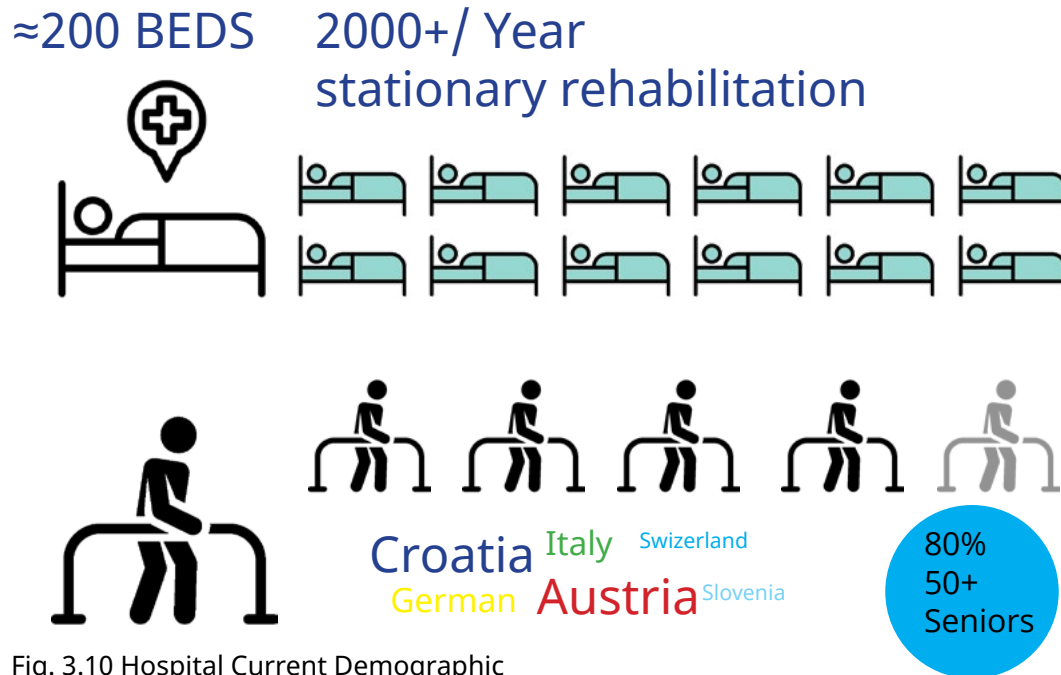 ≈200 BEDS
2000+/ Year
stationary rehabilitation
Croatia Italy Swizerland
German Austria Slovenia
80%
50+
Seniors
Fig. 3.10 Hospital Current Demographic